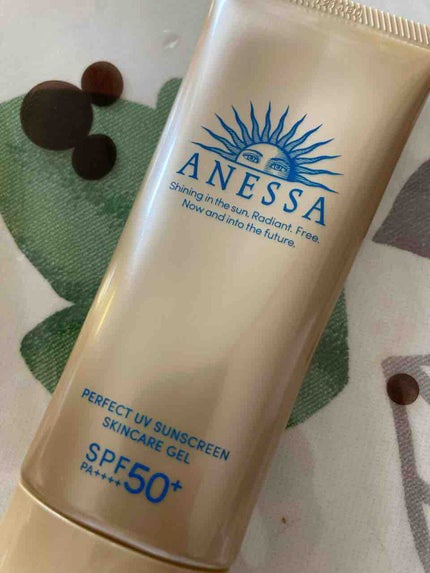 ANESSA
Shining in the sun. Radiant. Free.
Now and into the future.
PERFECT UV SUNSCREEN
SKINCARE GEL
SPF50+
PA++++